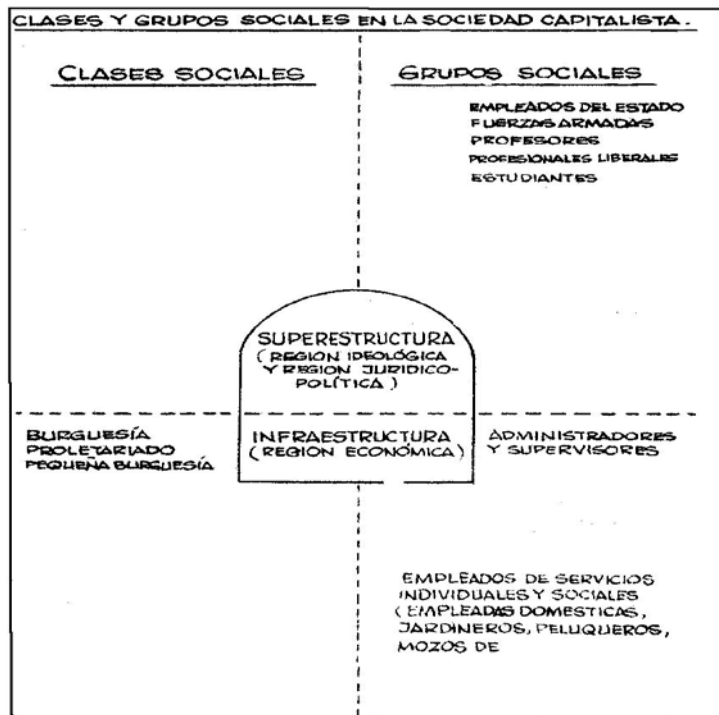 CLASES Y GRUPOS SOCIALES EN LA SOCIEDAD CAPITALISTA.
CLASES SOCIALES
GRUPOS SOCIALES
EMPLEADOS DEL ESTADO
FUERZAS ARMADAS
PROFESORES
PROFESIONALES LIBERALES
ESTUDIANTES
SUPERESTRUCTURA
(REGION IDEOLÓGICA
Y REGION JURIDICO-
POLÍTICA)
BURGUESÍA
PROLETARIADO
PEQUEÑA BURGUESÍA
INFRAESTRUCTURA
(REGION ECONÓMICA)
ADMINISTRADORES
Y SUPERVISORES
EMPLEADOS DE SERVICIOS
INDIVIDUALES Y SOCIALES
(EMPLEADAS DOMESTICAS,
JARDINEROS, PELUQUEROS,
MOZOS DE